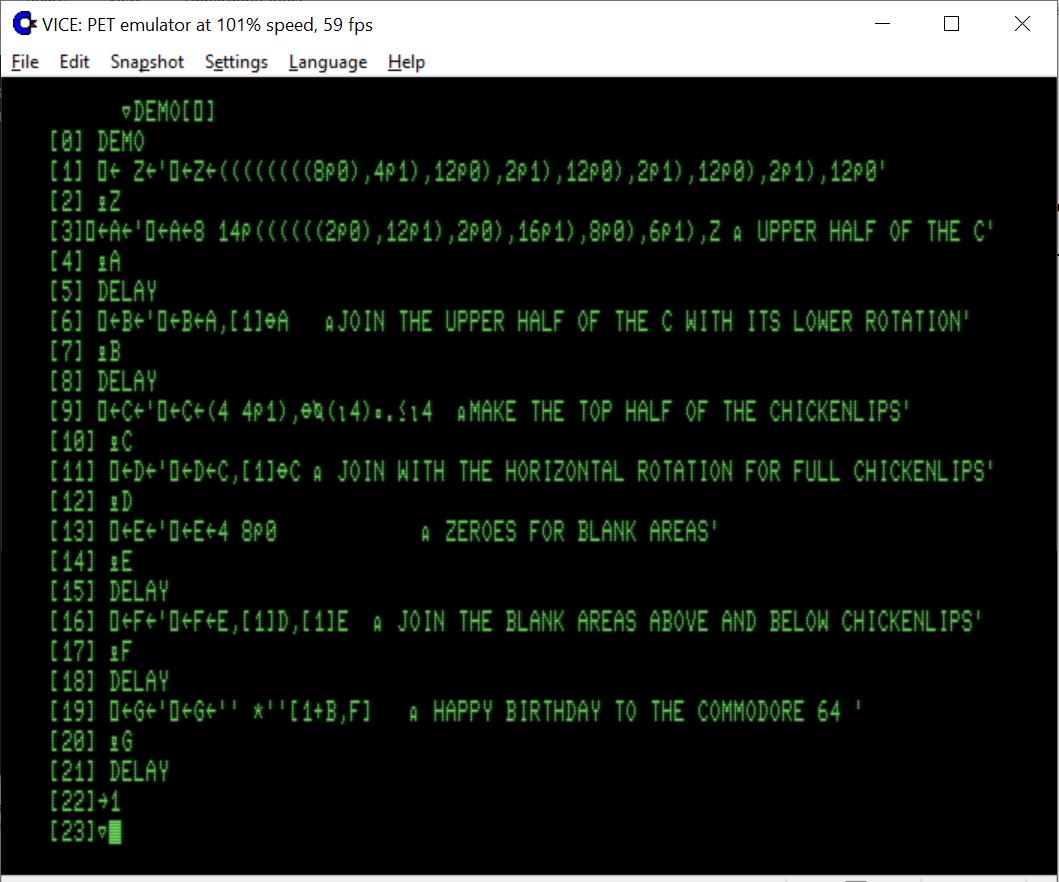 VICE: PET emulator at 101% speed, 59 fps
File Edit Snapshot Settings Language Help
∇DEMO[⎕]
[0] DEMO
[1] ⎕← Z←'⎕←Z←((((((((8⍴0),4⍴1),12⍴0),2⍴1),12⍴0),2⍴1),12⍴0),2⍴1),12⍴0'
[2] ⍎Z
[3]⎕←A←'⎕←A←8 14⍴((((((2⍴0),12⍴1),2⍴0),16⍴1),8⍴0),6⍴1),Z ⍝ UPPER HALF OF THE C'
[4] ⍎A
[5] DELAY
[6] ⎕←B←'⎕←B←A,[1]⊖A   ⍝JOIN THE UPPER HALF OF THE C WITH ITS LOWER ROTATION'
[7] ⍎B
[8] DELAY
[9] ⎕←C←'⎕←C←(4 4⍴1),⊖⍉(⍳4)∘.≤⍳4  ⍝MAKE THE TOP HALF OF THE CHICKENLIPS'
[10] ⍎C
[11] ⎕←D←'⎕←D←C,[1]⊖C ⍝ JOIN WITH THE HORIZONTAL ROTATION FOR FULL CHICKENLIPS'
[12] ⍎D
[13] ⎕←E←'⎕←E←4 8⍴0            ⍝ ZEROES FOR BLANK AREAS'
[14] ⍎E
[15] DELAY
[16] ⎕←F←'⎕←F←E,[1]D,[1]E  ⍝ JOIN THE BLANK AREAS ABOVE AND BELOW CHICKENLIPS'
[17] ⍎F
[18] DELAY
[19] ⎕←G←'⎕←G←'' *''[1+B,F]   ⍝ HAPPY BIRTHDAY TO THE COMMODORE 64 '
[20] ⍎G
[21] DELAY
[22]→1
[23]∇